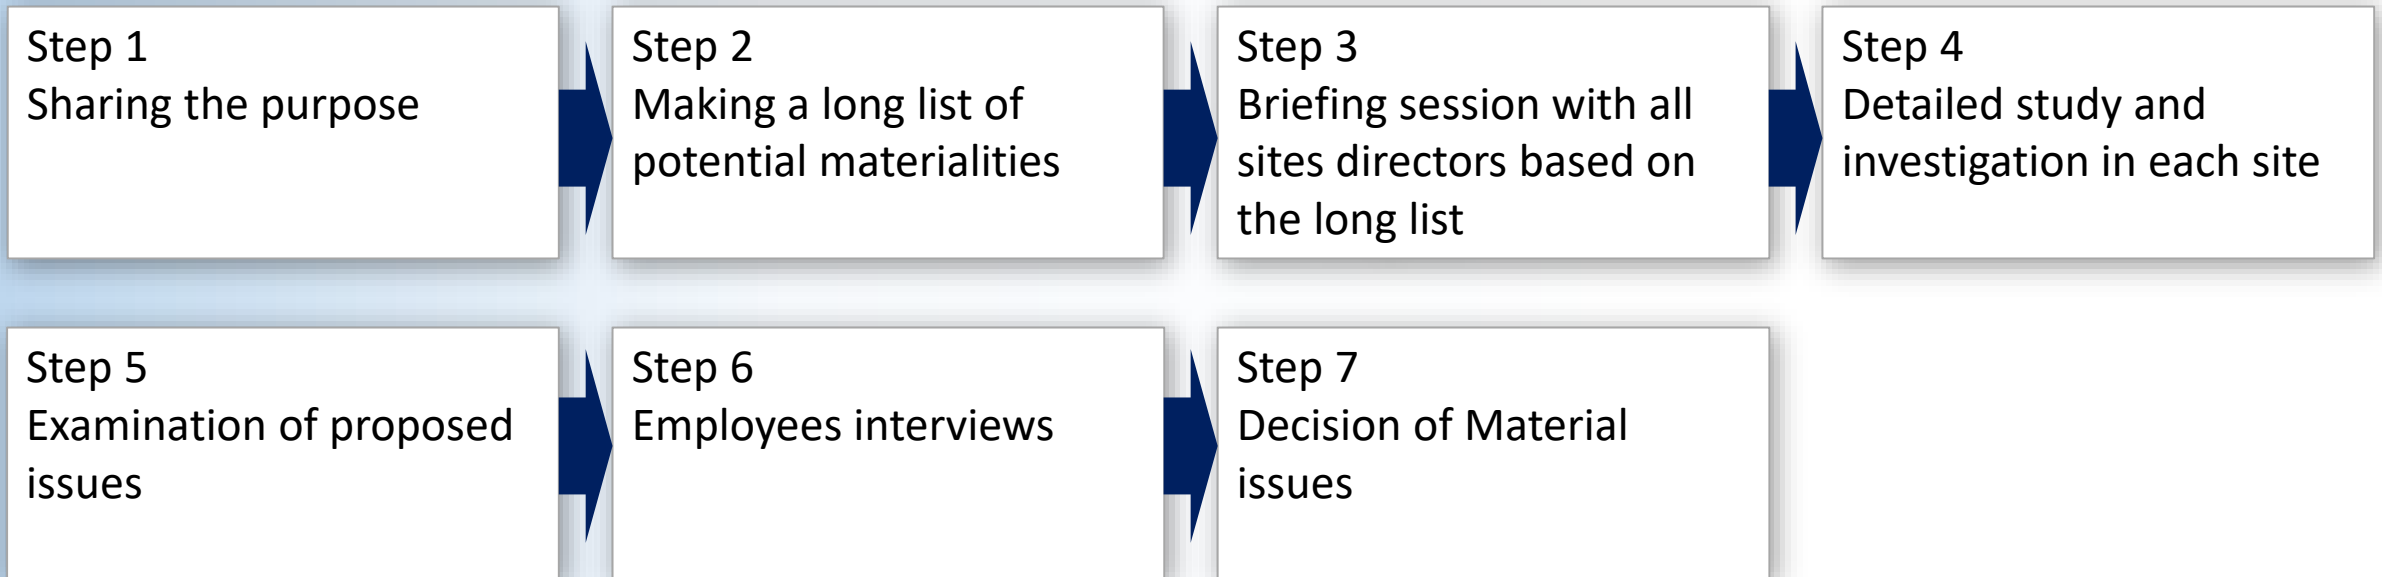 Step 1
Sharing the purpose
Step 2
Making a long list of
potential materialities
Step 3
Briefing session with all
sites directors based on
the long list
Step 4
Detailed study and
investigation in each site
Step 5
Examination of proposed
issues
Step 6
Employees interviews
Step 7
Decision of Material
issues